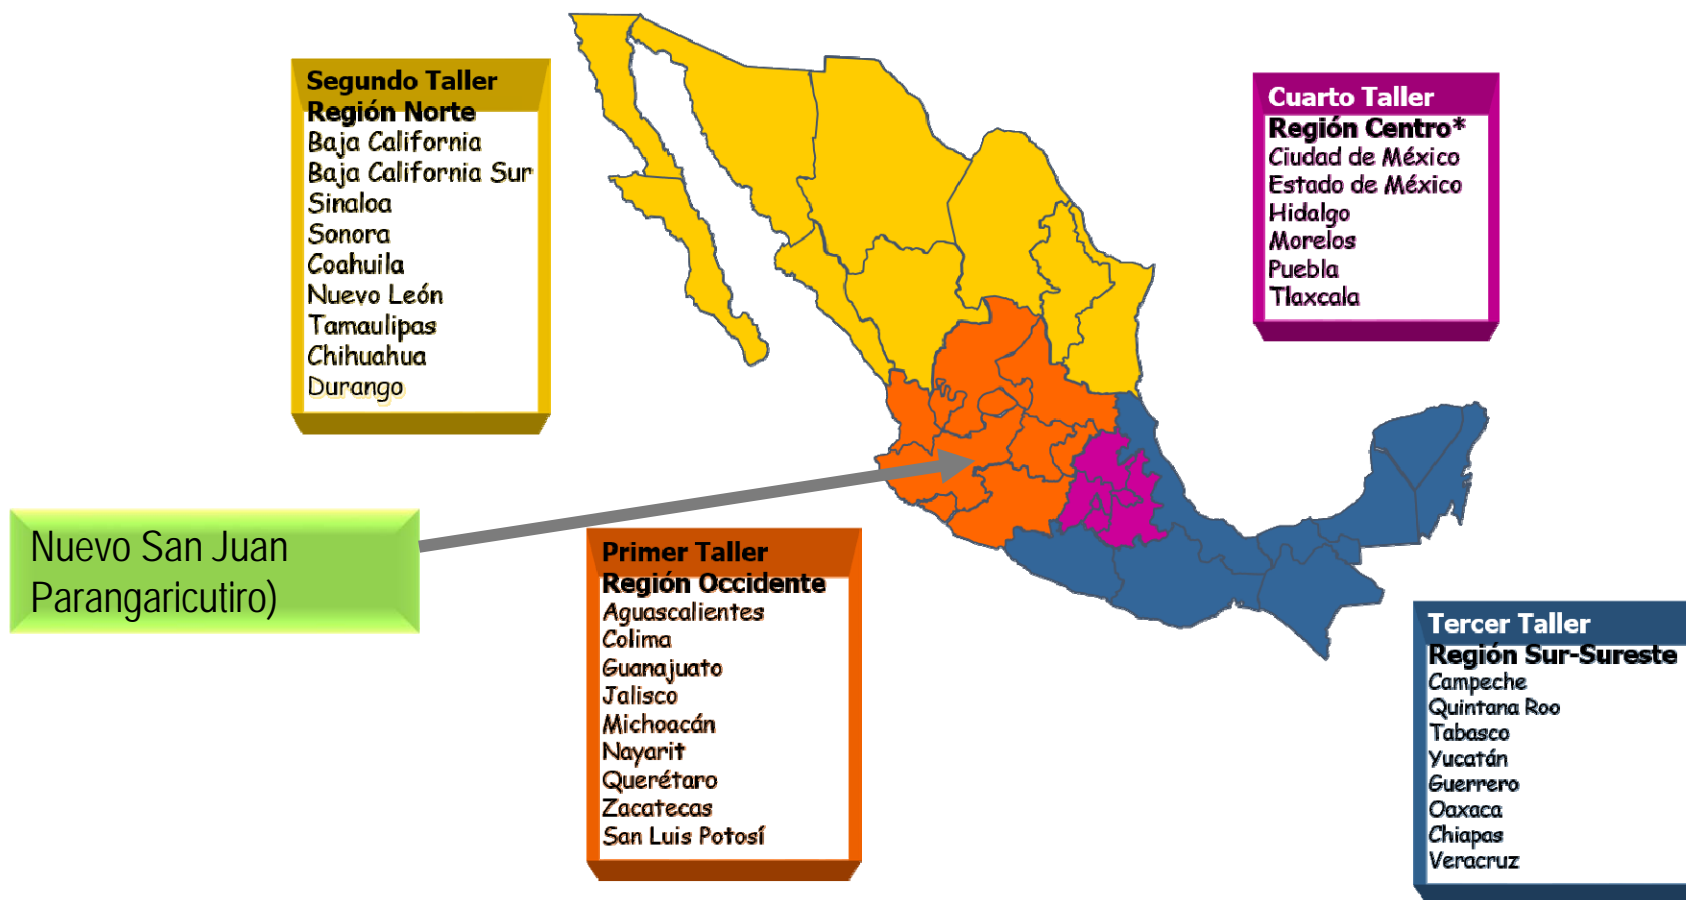 Segundo Taller
Región Norte
Baja California
Baja California Sur
Sinaloa
Sonora
Coahuila
Nuevo León
Tamaulipas
Chihuahua
Durango
Cuarto Taller
Región Centro*
Ciudad de México
Estado de México
Hidalgo
Morelos
Puebla
Tlaxcala
Nuevo San Juan
Parangaricutiro)
Primer Taller
Región Occidente
Aguascalientes
Colima
Guanajuato
Jalisco
Michoacán
Nayarit
Querétaro
Zacatecas
San Luis Potosí
Tercer Taller
Región Sur-Sureste
Campeche
Quintana Roo
Tabasco
Yucatán
Guerrero
Oaxaca
Chiapas
Veracruz